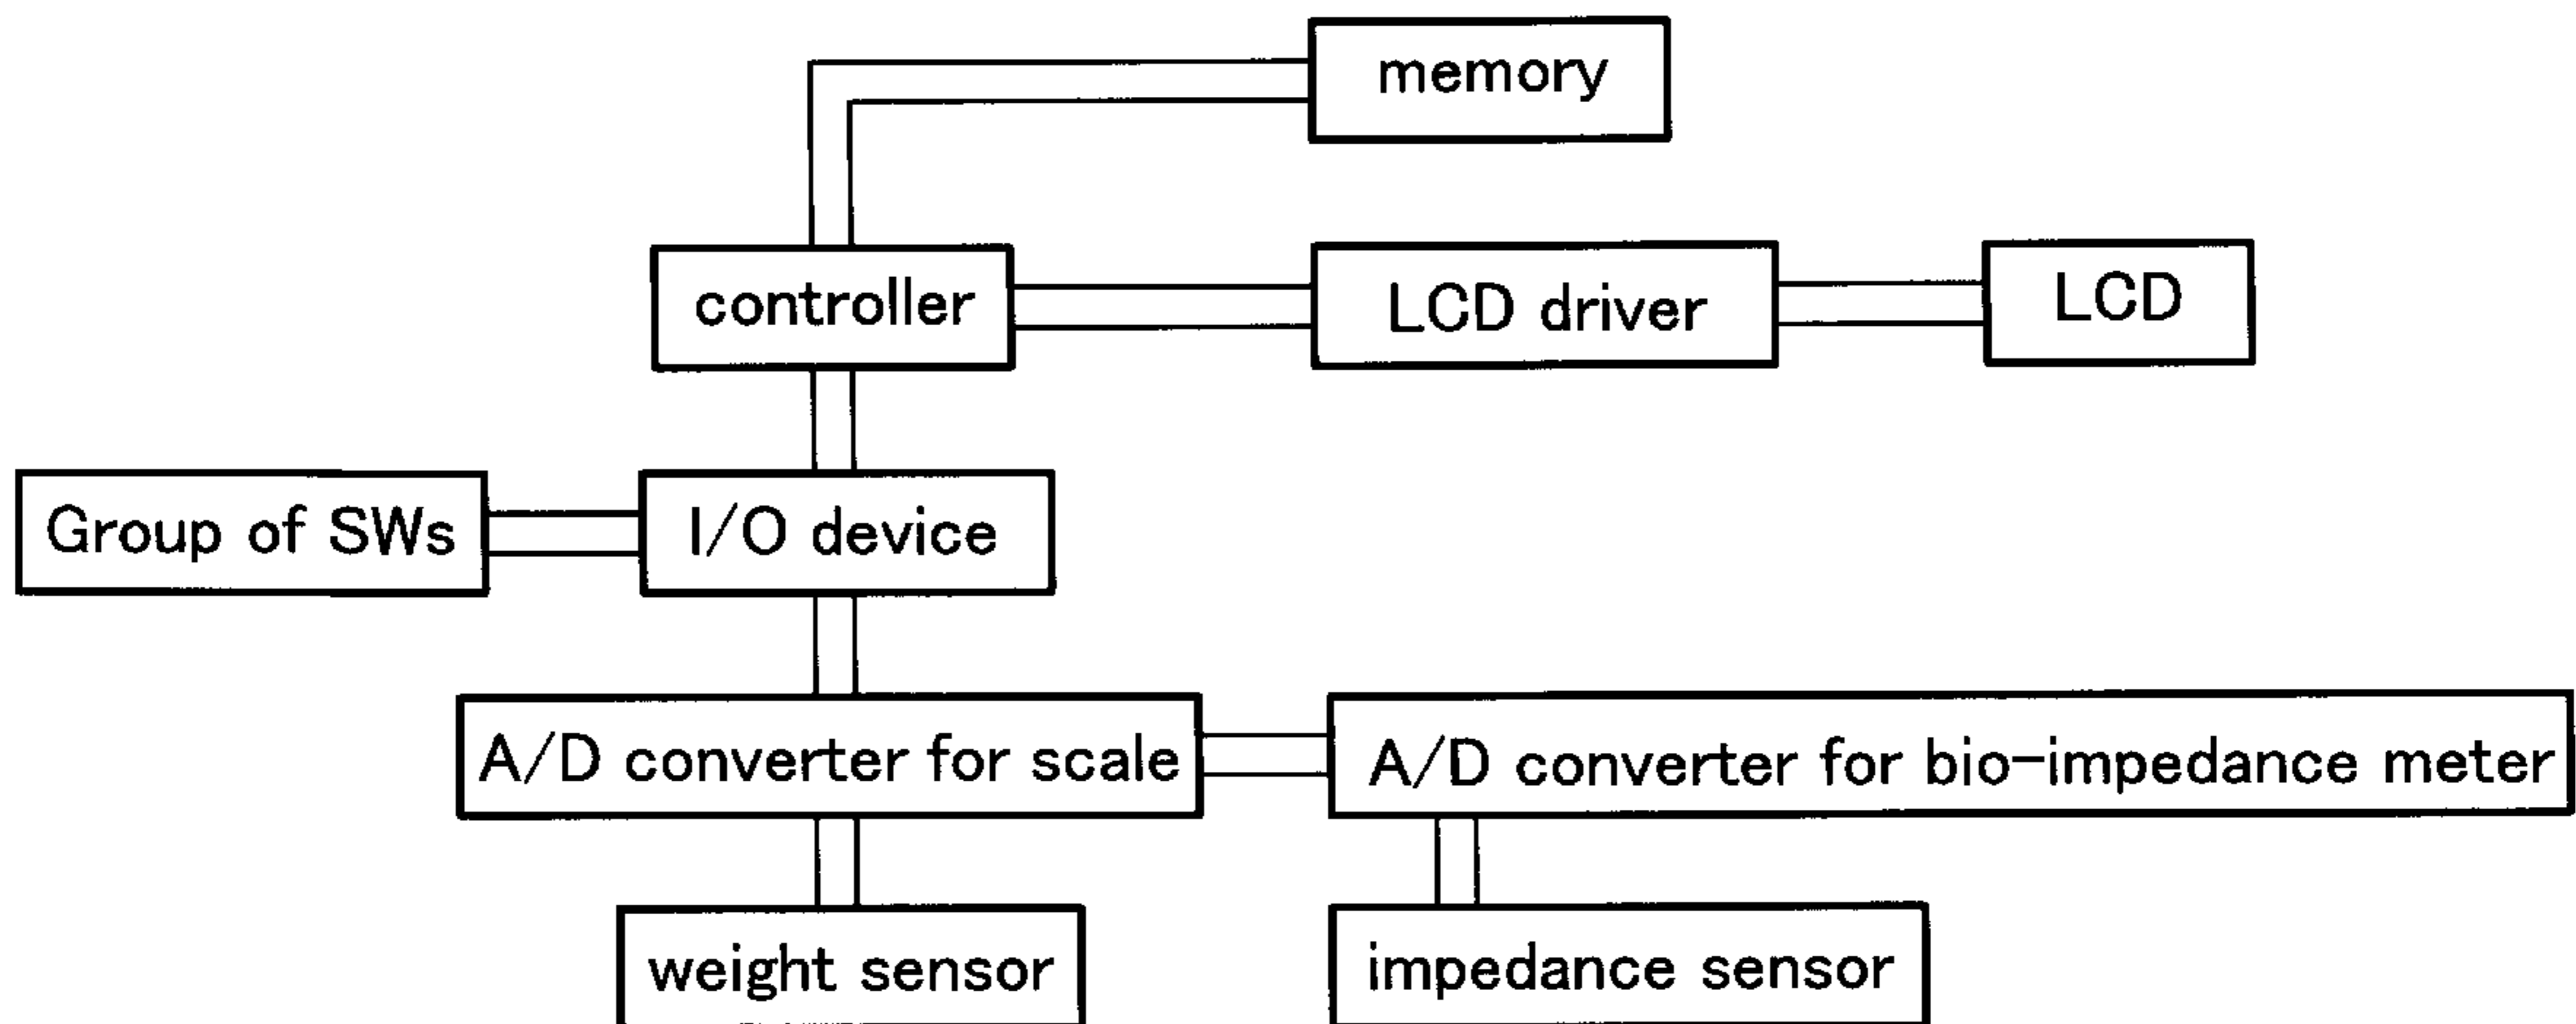 memory
controller
LCD driver
LCD
Group of SWs
I/O device
A/D converter for scale
A/D converter for bio-impedance meter
weight sensor
impedance sensor